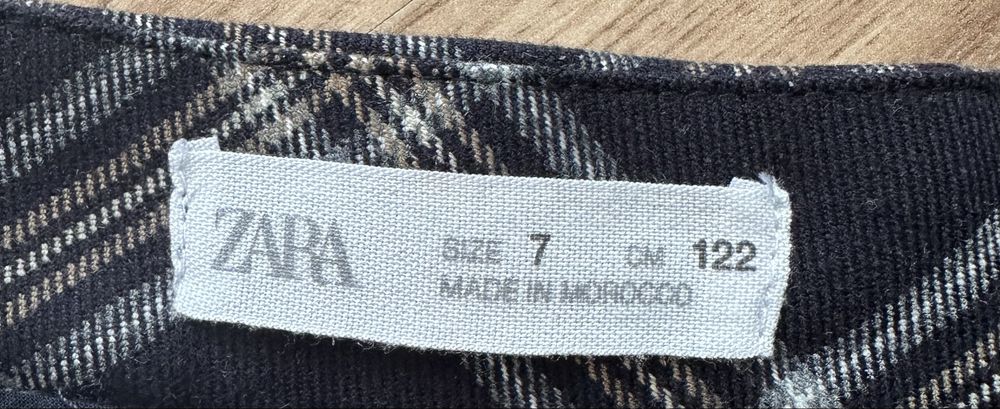 ZARA
SIZE 7 CM 122
MADE IN MOROCCO